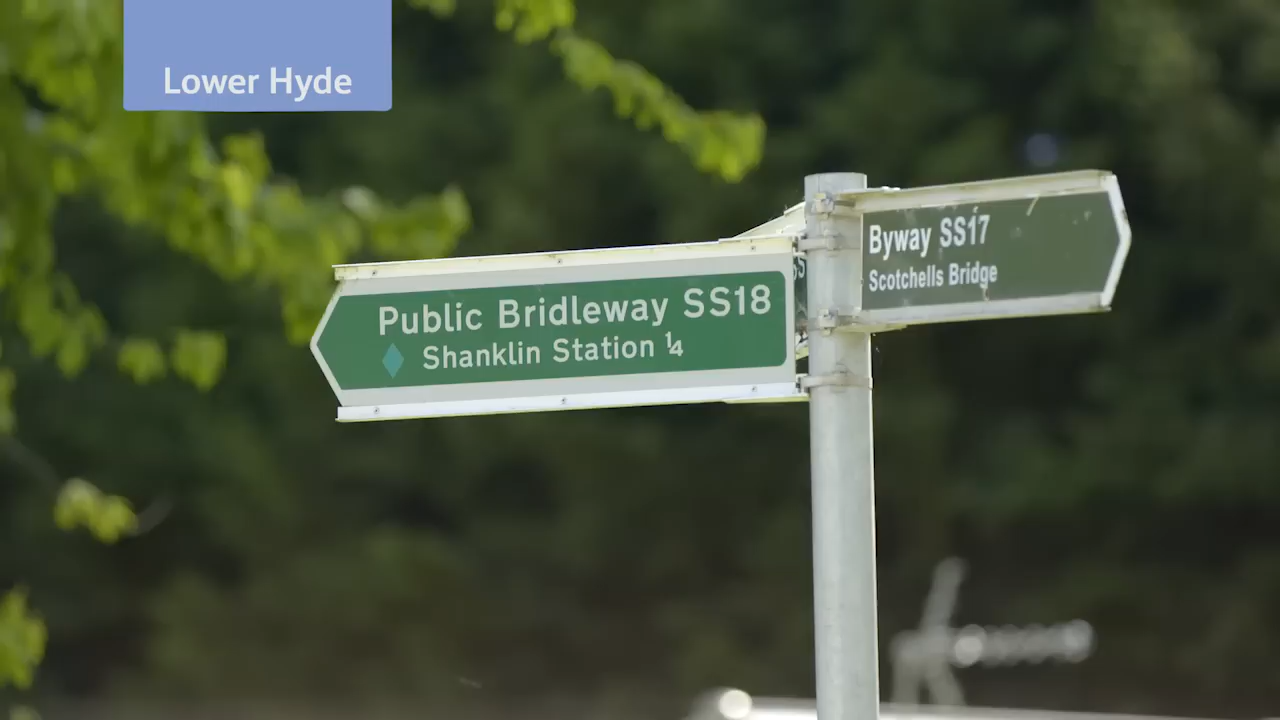 Lower Hyde
Public Bridleway SS18
Shanklin Station ¼
Byway SS17
Scotchells Bridge